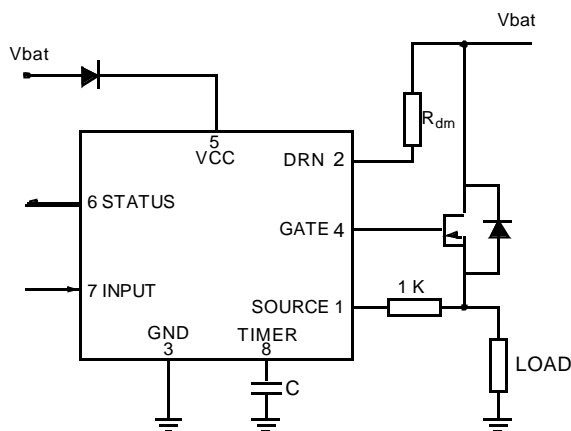 Vbat
Vbat
Rdm
5
VCC
DRN 2
6 STATUS
GATE 4
7 INPUT
1 K
SOURCE 1
GND
3
TIMER
8
C
LOAD